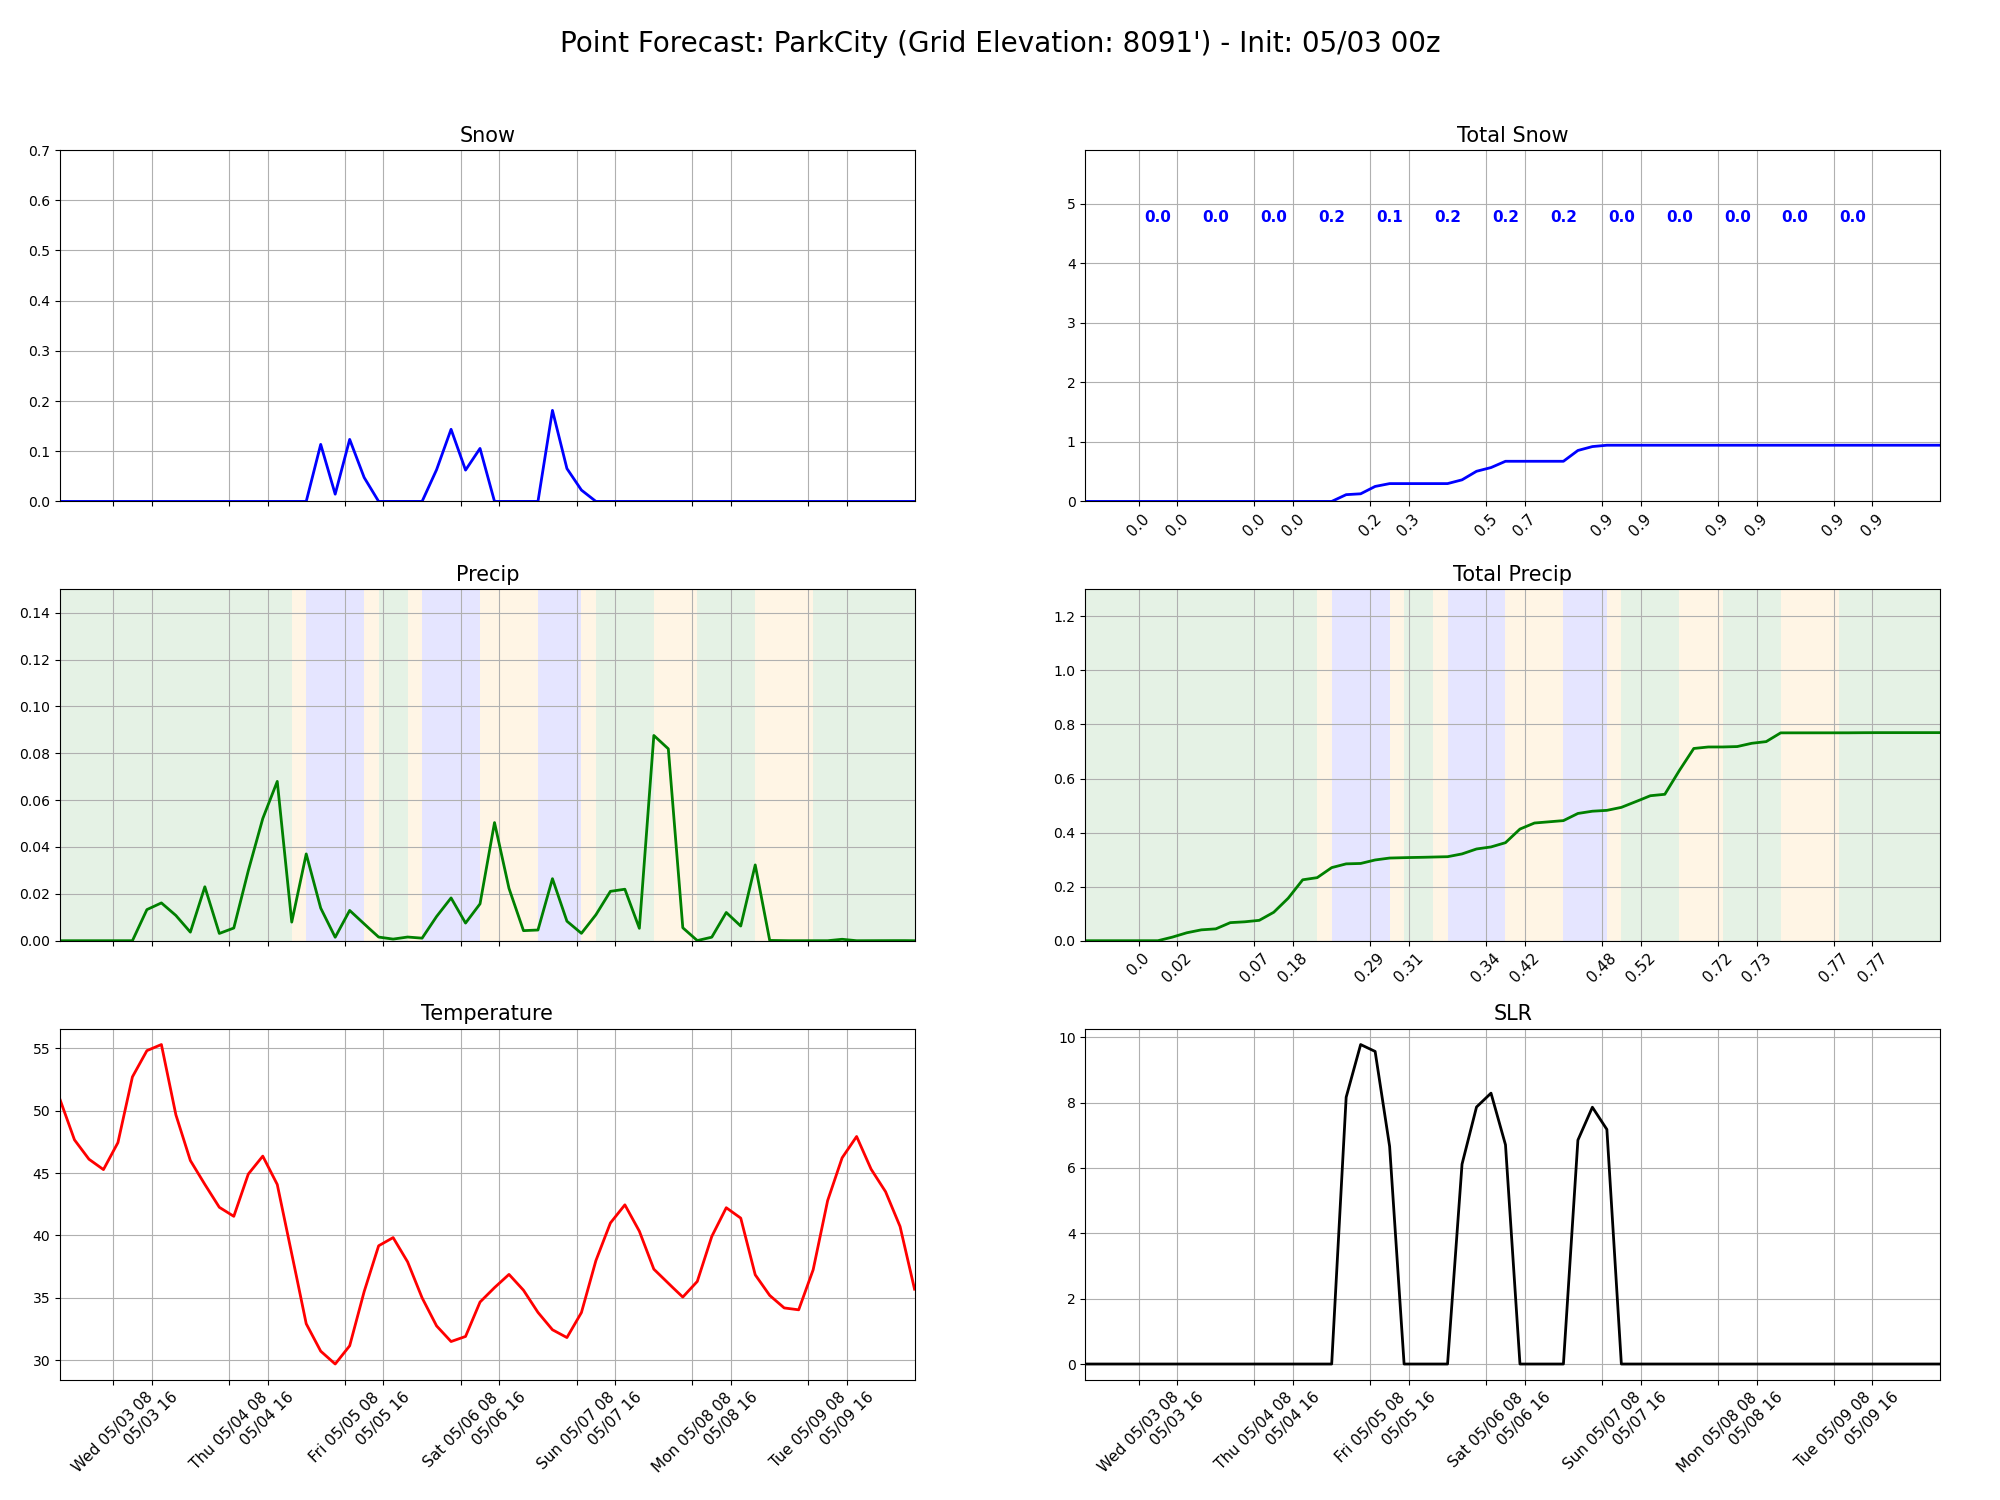 Point Forecast: ParkCity (Grid Elevation: 8091') - Init: 05/03 00z
Snow
0.7
0.6
0.5
0.4
0.3
0.2
0.1
0.0
Total Snow
5
4
3
2
1
0
0.0 0.0 0.0 0.2 0.1 0.2 0.2 0.2 0.0 0.0 0.0 0.0 0.0
0.0 0.0 0.0 0.0 0.2 0.3 0.5 0.7 0.9 0.9 0.9 0.9 0.9 0.9
Precip
0.14
0.12
0.10
0.08
0.06
0.04
0.02
0.00
Total Precip
1.2
1.0
0.8
0.6
0.4
0.2
0.0
0.0 0.02 0.07 0.18 0.29 0.31 0.34 0.42 0.48 0.52 0.72 0.73 0.77 0.77
Temperature
55
50
45
40
35
30
Wed 05/03 08
05/03 16
Thu 05/04 08
05/04 16
Fri 05/05 08
05/05 16
Sat 05/06 08
05/06 16
Sun 05/07 08
05/07 16
Mon 05/08 08
05/08 16
Tue 05/09 08
05/09 16
SLR
10
8
6
4
2
0
Wed 05/03 08
05/03 16
Thu 05/04 08
05/04 16
Fri 05/05 08
05/05 16
Sat 05/06 08
05/06 16
Sun 05/07 08
05/07 16
Mon 05/08 08
05/08 16
Tue 05/09 08
05/09 16